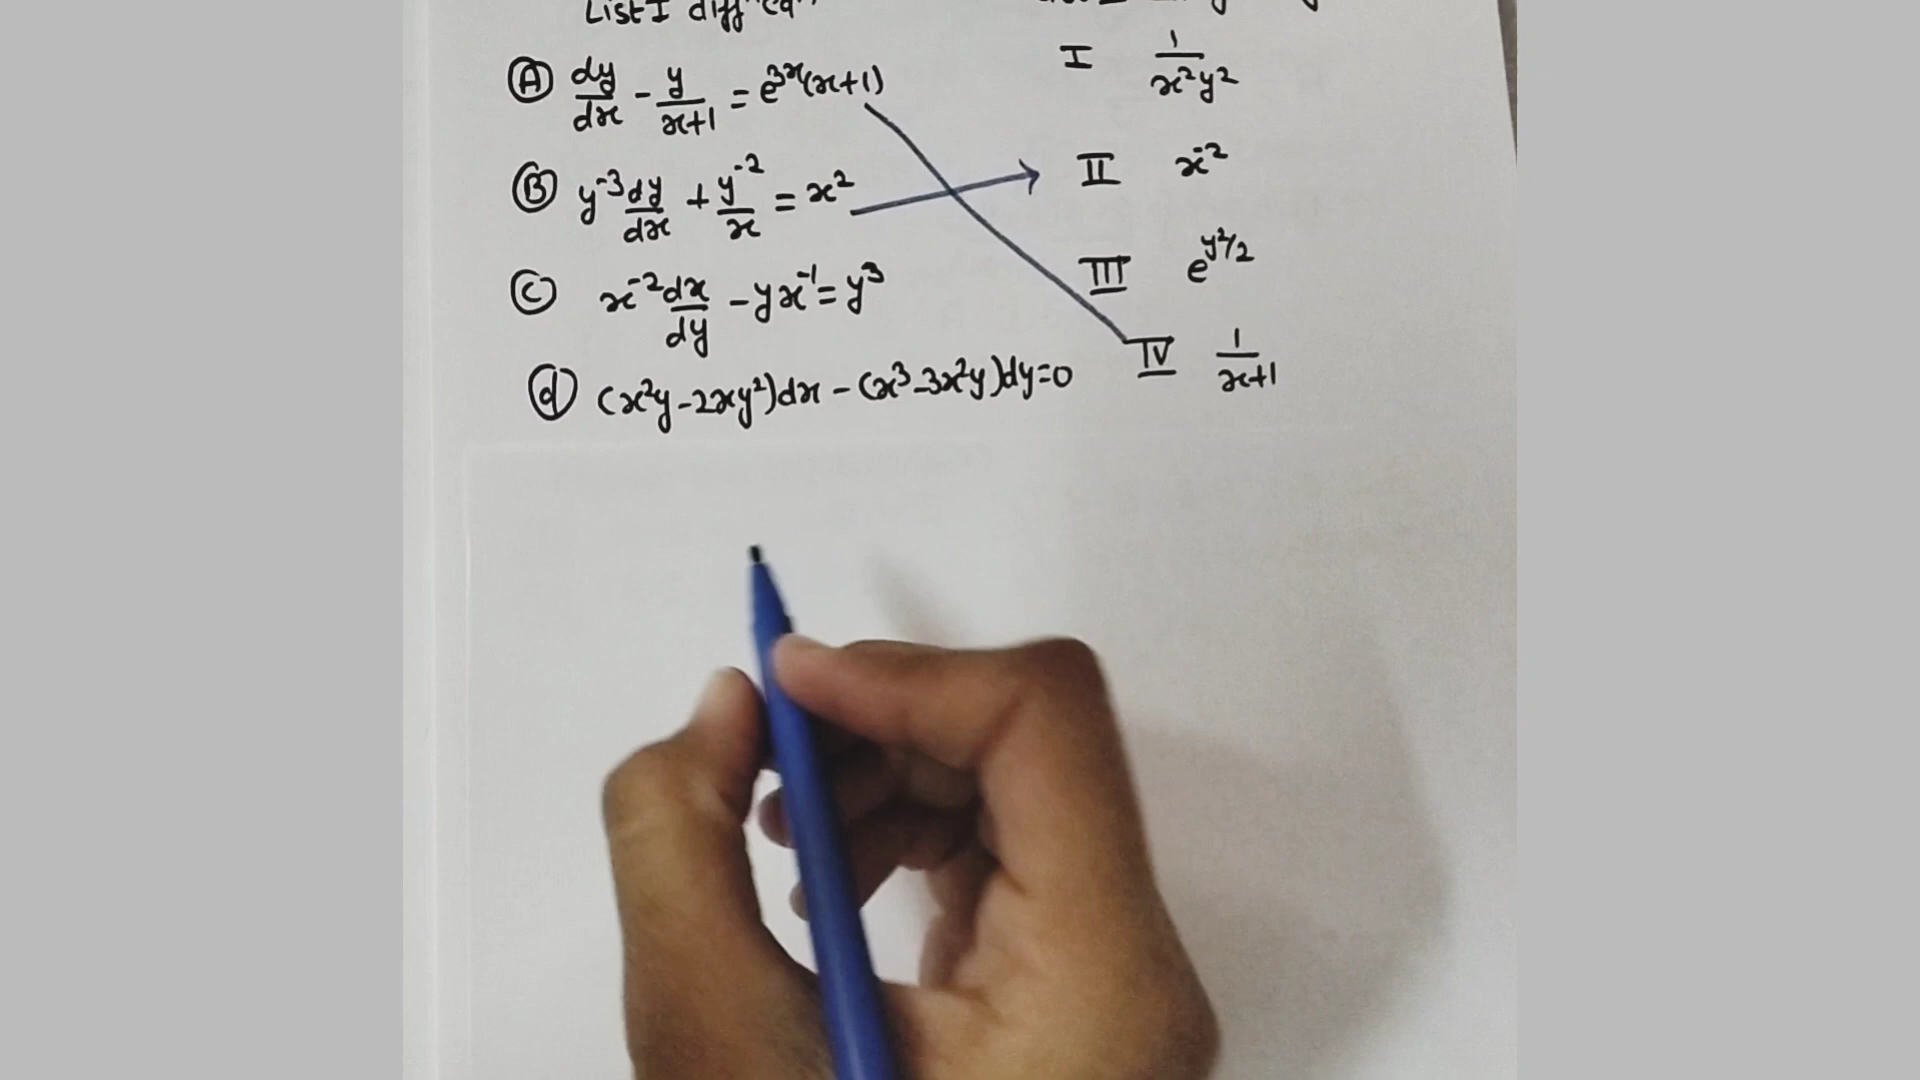 List I diff
Ⓐ dy/dx - y/x+1 = e^3x(x+1) I 1/x²y²
Ⓑ y⁻³ dy/dx + y⁻²/x = x² II x⁻²
Ⓒ x⁻² dx/dy - yx⁻¹ = y³ III e^y²/2
ⓓ (x²y - 2xy²)dx - (x³ - 3x²y)dy=0 IV 1/x+1